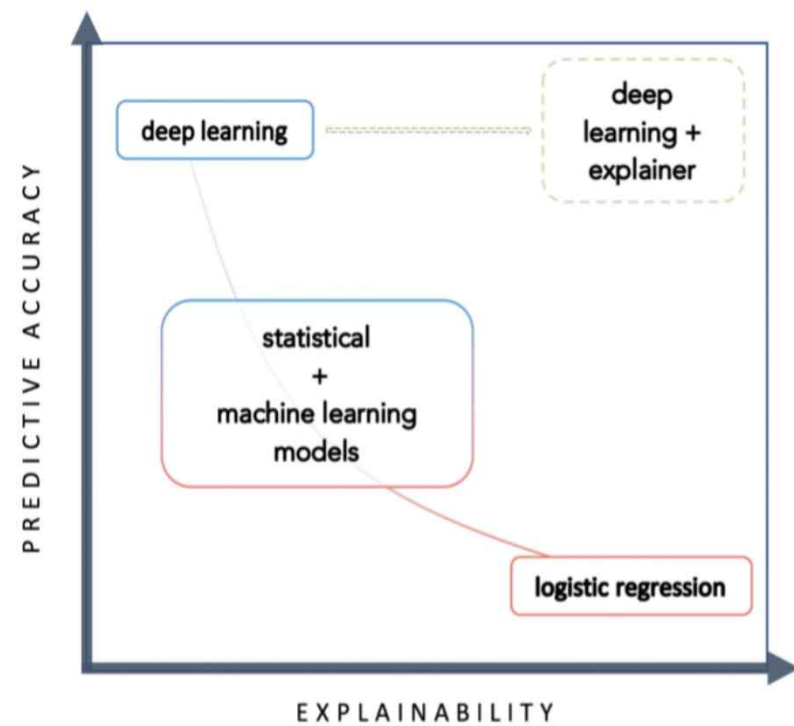 PREDICTIVE ACCURACY
deep learning
deep
learning +
explainer
statistical
+
machine learning
models
logistic regression
EXPLAINABILITY